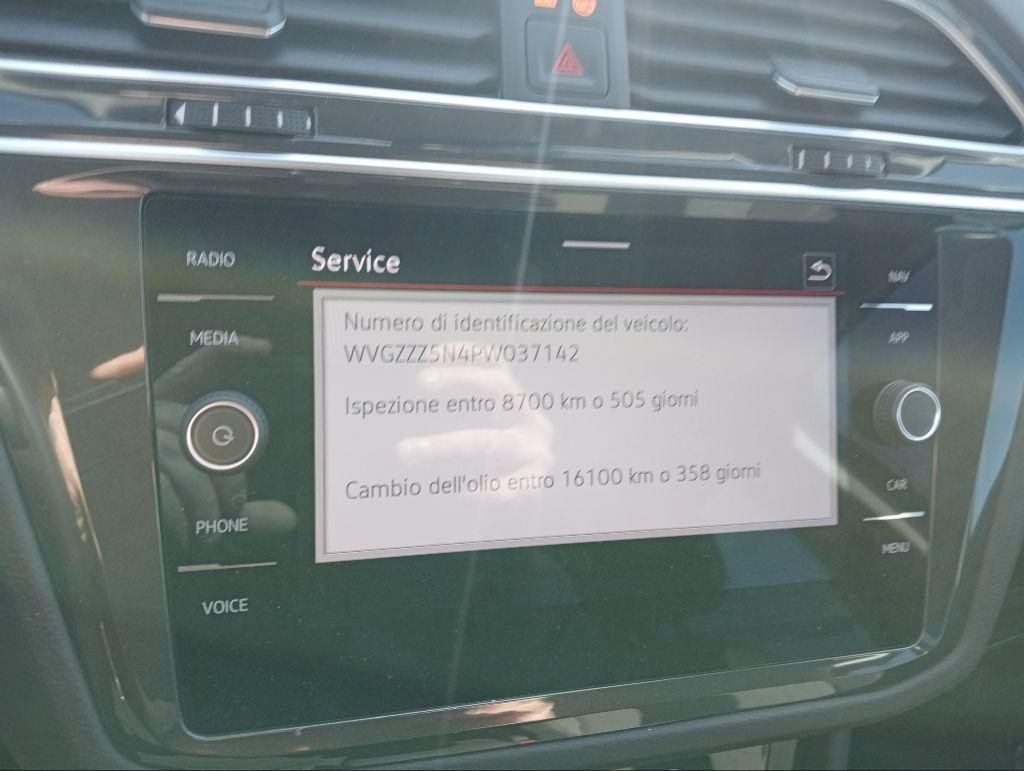 RADIO
MEDIA
PHONE
VOICE
Service
Numero di identificazione del veicolo:
WVGZZZ5N4PW037142
Ispezione entro 8700 km o 505 giorni
Cambio dell'olio entro 16100 km o 358 giorni
NAV
APP
CAR
MENU